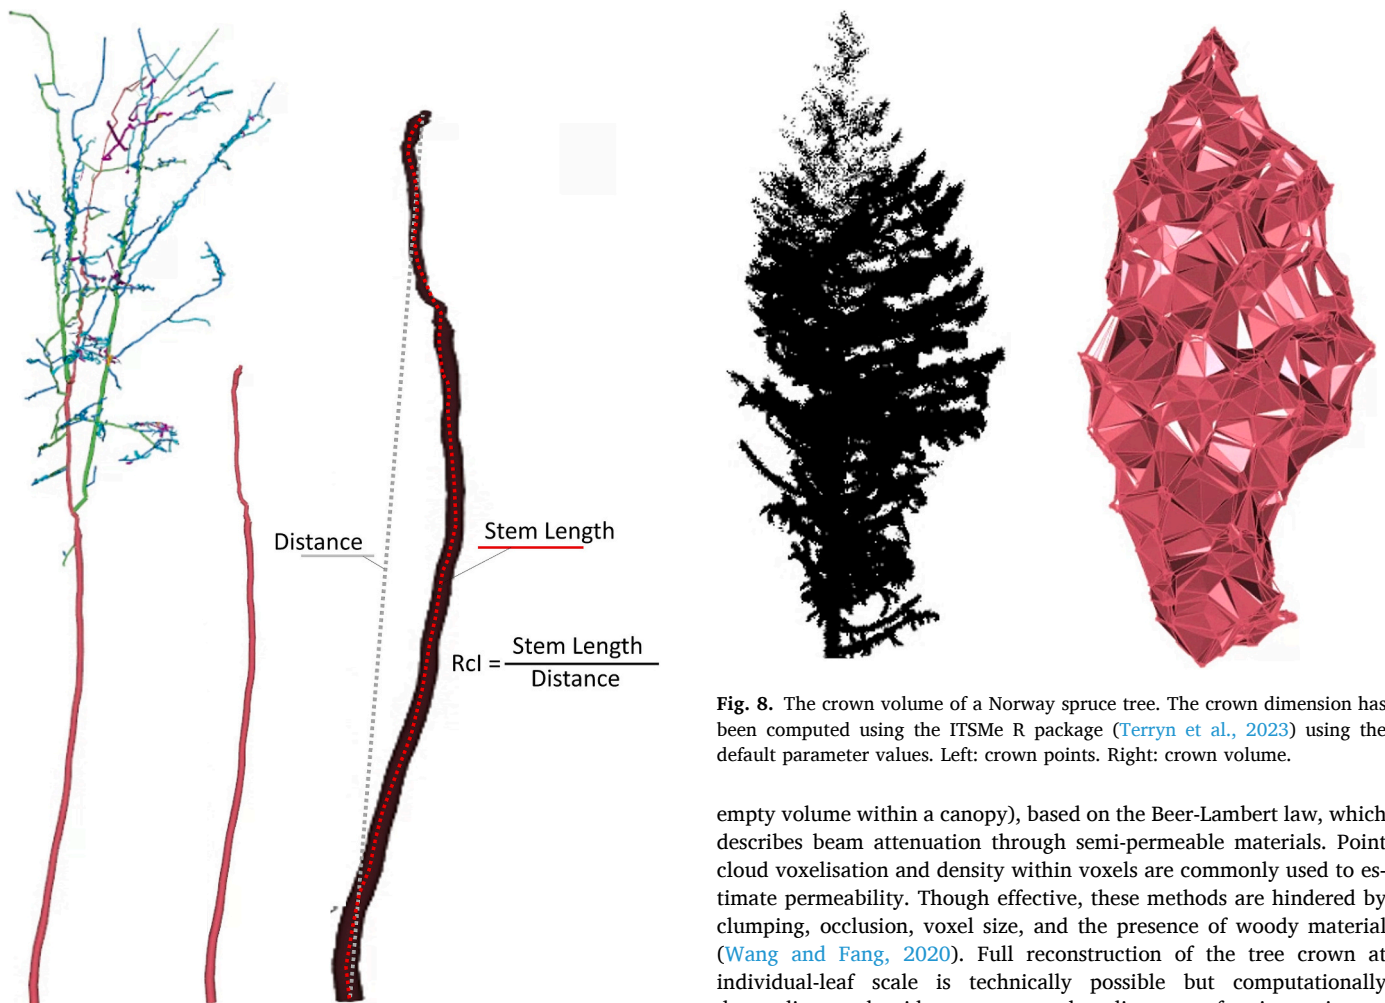 Distance
Stem Length
RcI = Stem Length
Distance
Fig. 8. The crown volume of a Norway spruce tree. The crown dimension has
been computed using the ITSMe R package (Terryn et al., 2023) using the
default parameter values. Left: crown points. Right: crown volume.
empty volume within a canopy), based on the Beer-Lambert law, which
describes beam attenuation through semi-permeable materials. Point
cloud voxelisation and density within voxels are commonly used to es-
timate permeability. Though effective, these methods are hindered by
clumping, occlusion, voxel size, and the presence of woody material
(Wang and Fang, 2020). Full reconstruction of the tree crown at
individual-leaf scale is technically possible but computationally